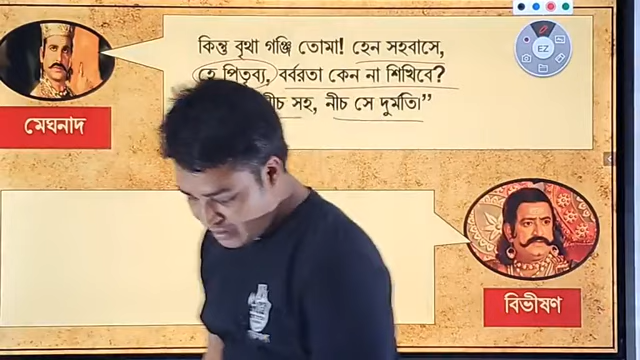 কিন্তু বৃথা গঞ্জি তোমা! হেন সহবাসে,
হে পিতৃব্য, বর্বরতা কেন না শিখিবে?
নীচ সহ, নীচ সে দুর্মতি”
মেঘনাদ
EZ
বিভীষণ